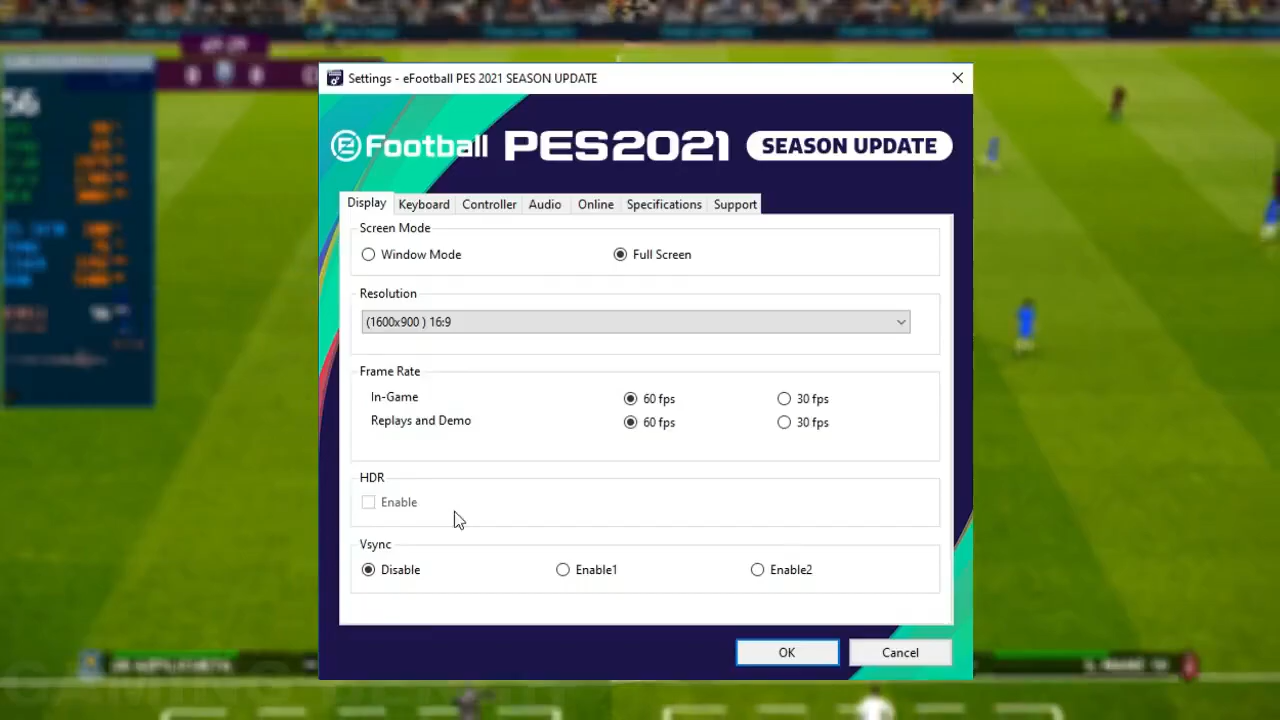 56
Settings - eFootball PES 2021 SEASON UPDATE
eFootball PES2021 SEASON UPDATE
Display Keyboard Controller Audio Online Specifications Support
Screen Mode
Window Mode Full Screen
Resolution
(1600x900 ) 16:9
Frame Rate
In-Game 60 fps 30 fps
Replays and Demo 60 fps 30 fps
HDR
Enable
Vsync
Disable Enable1 Enable2
OK Cancel